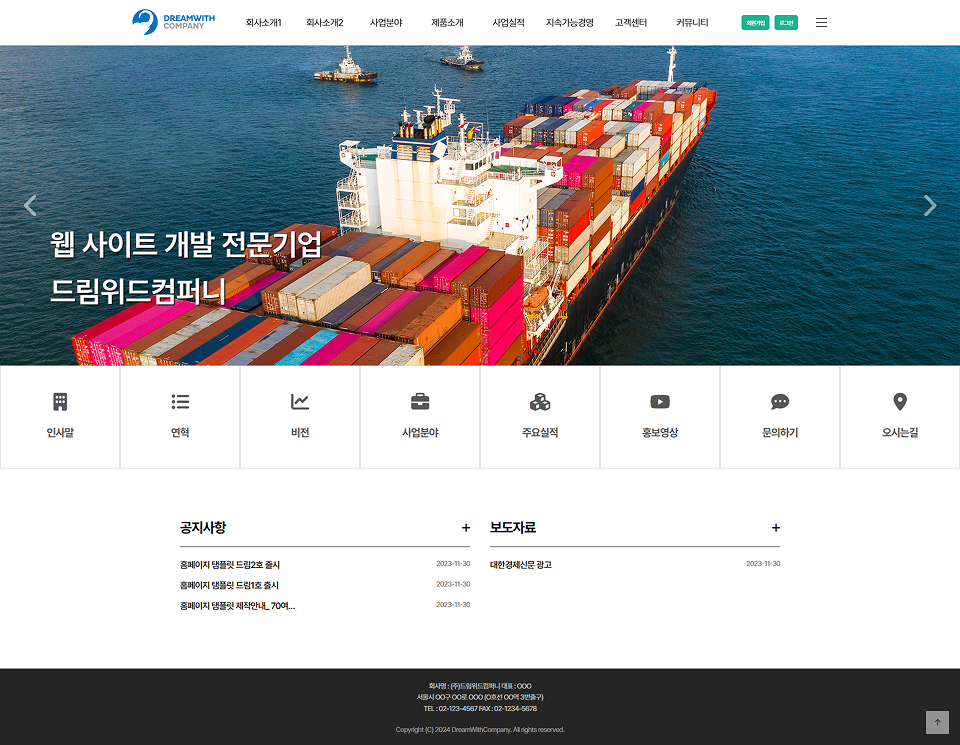 DREAMWITH
COMPANY
회사소개1 회사소개2 사업분야 제품소개 사업실적 지속가능경영 고객센터 커뮤니티
회원가입 로그인
웹 사이트 개발 전문기업
드림위드컴퍼니
인사말 연혁 비전 사업분야 주요실적 홍보영상 문의하기 오시는길
공지사항 +
홈페이지 탬플릿 드림2호 출시 2023-11-30
홈페이지 탬플릿 드림1호 출시 2023-11-30
홈페이지 탬플릿 제작안내_ 70여... 2023-11-30
보도자료 +
대한경제신문 광고 2023-11-30
회사명 : (주)드림위드컴퍼니 대표 : OOO
서울시 OO구 OO로 OOO (O호선 OO역 3번출구)
TEL : 02-123-4567 FAX : 02-1234-5678
Copyright (C) 2024 DreamWithCompany. All rights reserved.